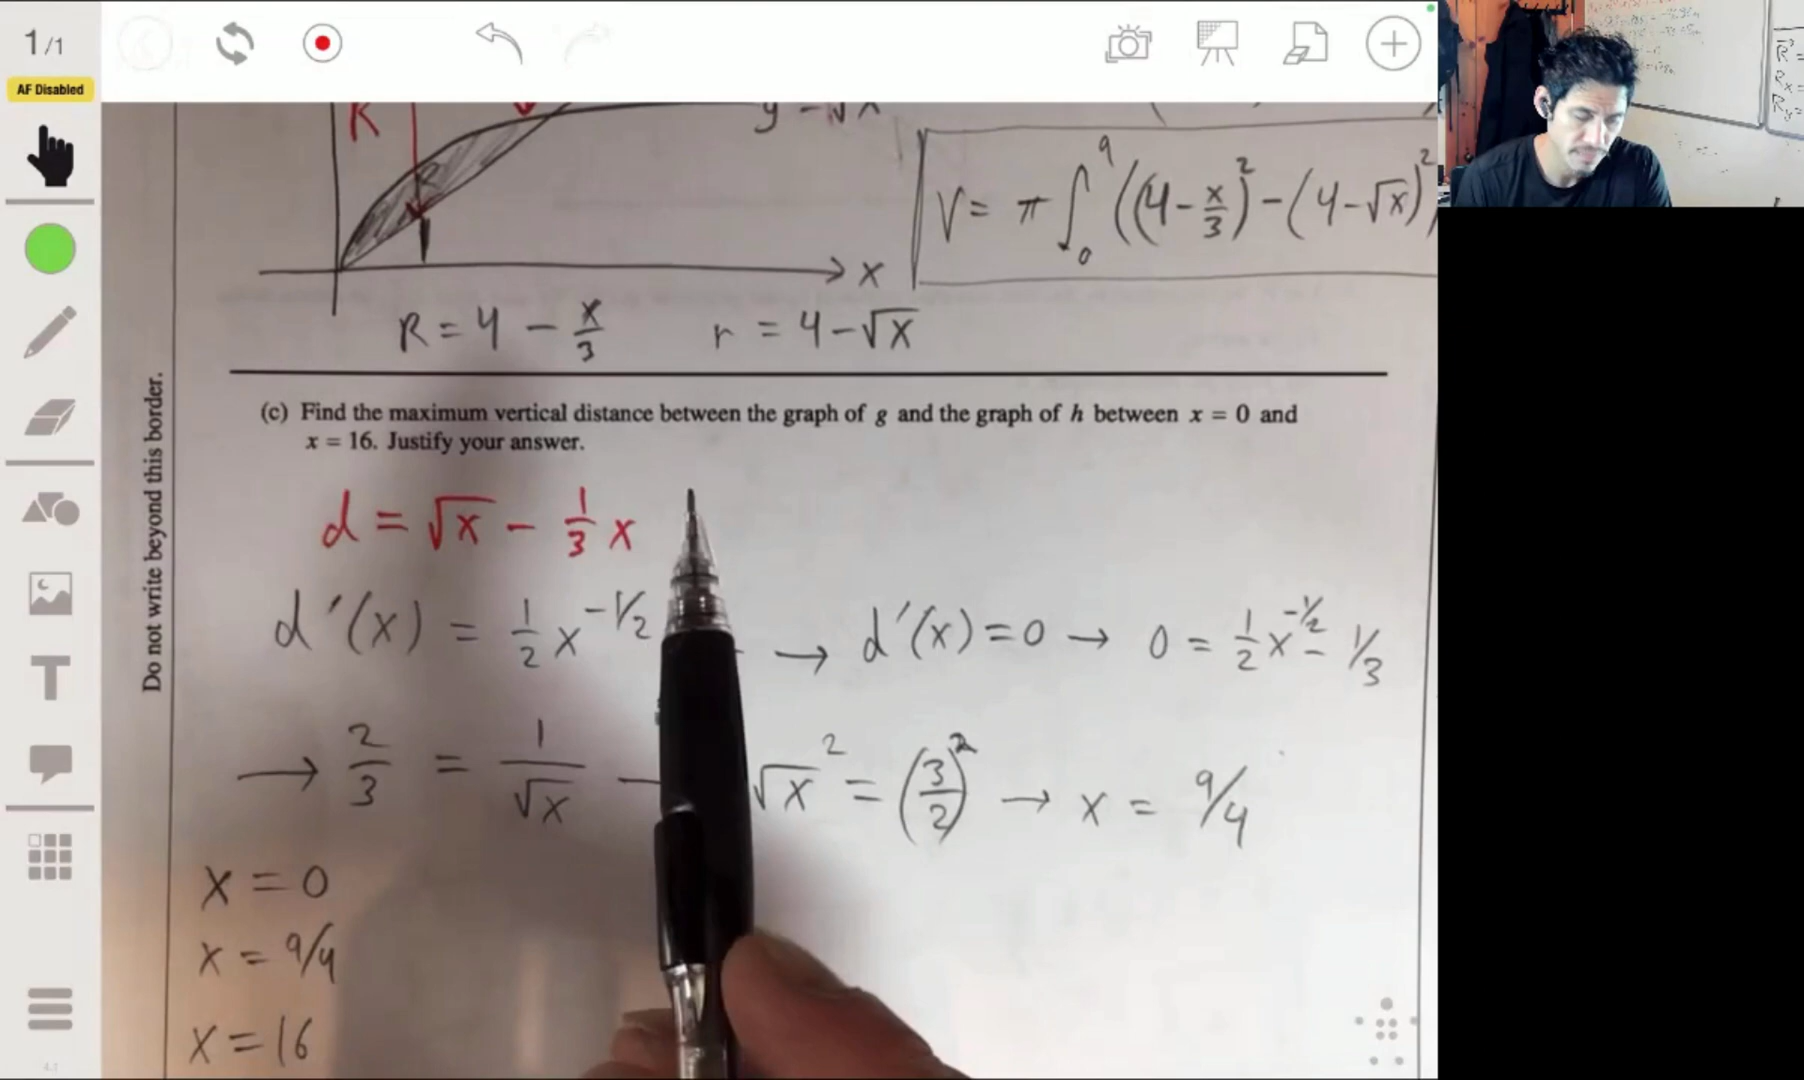 1/1
AF Disabled
R
y = √x
V = π ∫₀⁹ ((4 - x/3)² - (4 - √x)²
x
R = 4 - x/3 r = 4 - √x
Do not write beyond this border.
(c) Find the maximum vertical distance between the graph of g and the graph of h between x = 0 and
x = 16. Justify your answer.
d = √x - 1/3 x
d'(x) = 1/2 x^-1/2 → d'(x) = 0 → 0 = 1/2 x^-1/2 - 1/3
→ 2/3 = 1/√x √x² = (3/2)² → x = 9/4
x = 0
x = 9/4
x = 16
T